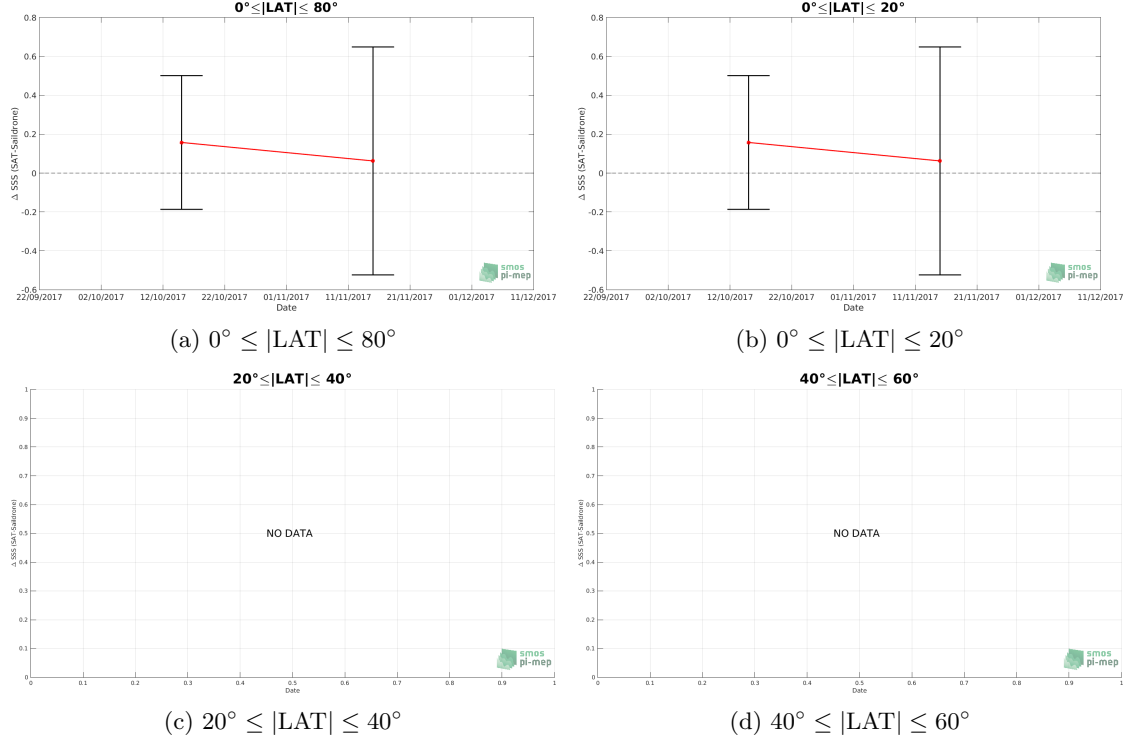 0°≤|LAT|≤ 80°
0.8
0.6
0.4
0.2
0
-0.2
-0.4
-0.6
Δ SSS (SAT-Saildrone)
22/09/2017 02/10/2017 12/10/2017 22/10/2017 01/11/2017 11/11/2017 21/11/2017 01/12/2017 11/12/2017
Date
smos
pi-mep
(a) 0° ≤ |LAT| ≤ 80°
0°≤|LAT|≤ 20°
0.8
0.6
0.4
0.2
0
-0.2
-0.4
-0.6
Δ SSS (SAT-Saildrone)
22/09/2017 02/10/2017 12/10/2017 22/10/2017 01/11/2017 11/11/2017 21/11/2017 01/12/2017 11/12/2017
Date
smos
pi-mep
(b) 0° ≤ |LAT| ≤ 20°
20°≤|LAT|≤ 40°
1
0.9
0.8
0.7
0.6
0.5
0.4
0.3
0.2
0.1
0
Δ SSS (SAT-Saildrone)
NO DATA
0 0.1 0.2 0.3 0.4 0.5 0.6 0.7 0.8 0.9 1
Date
smos
pi-mep
(c) 20° ≤ |LAT| ≤ 40°
40°≤|LAT|≤ 60°
1
0.9
0.8
0.7
0.6
0.5
0.4
0.3
0.2
0.1
0
Δ SSS (SAT-Saildrone)
NO DATA
0 0.1 0.2 0.3 0.4 0.5 0.6 0.7 0.8 0.9 1
Date
smos
pi-mep
(d) 40° ≤ |LAT| ≤ 60°